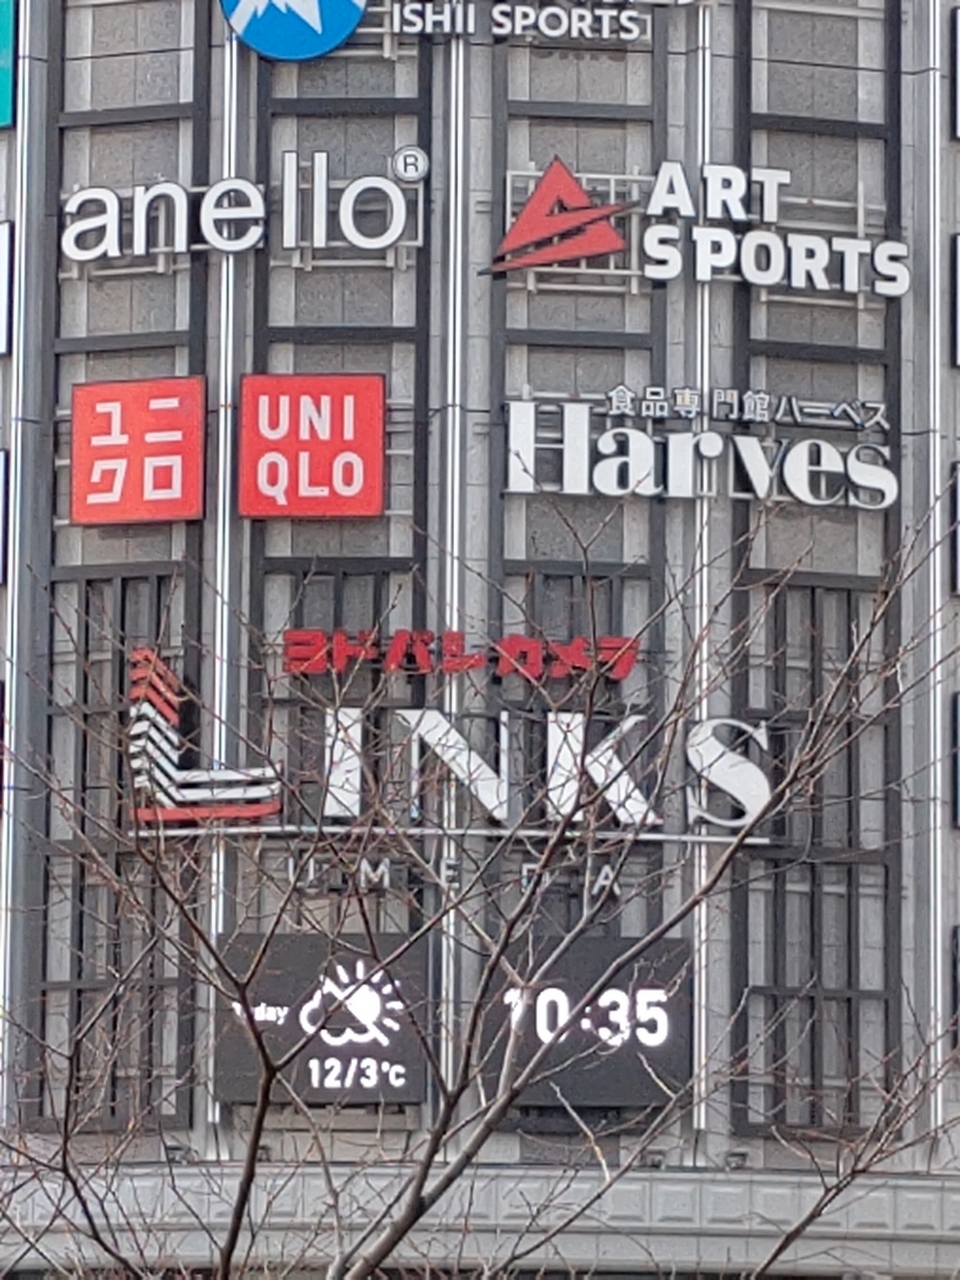 ISHII SPORTS
anello®
ART
SPORTS
ユニ
クロ
UNI
QLO
食品専門館ハーベス
Harves
ヨドバシカメラ
LINKS
UMEDA
Today
12/3℃
10:35